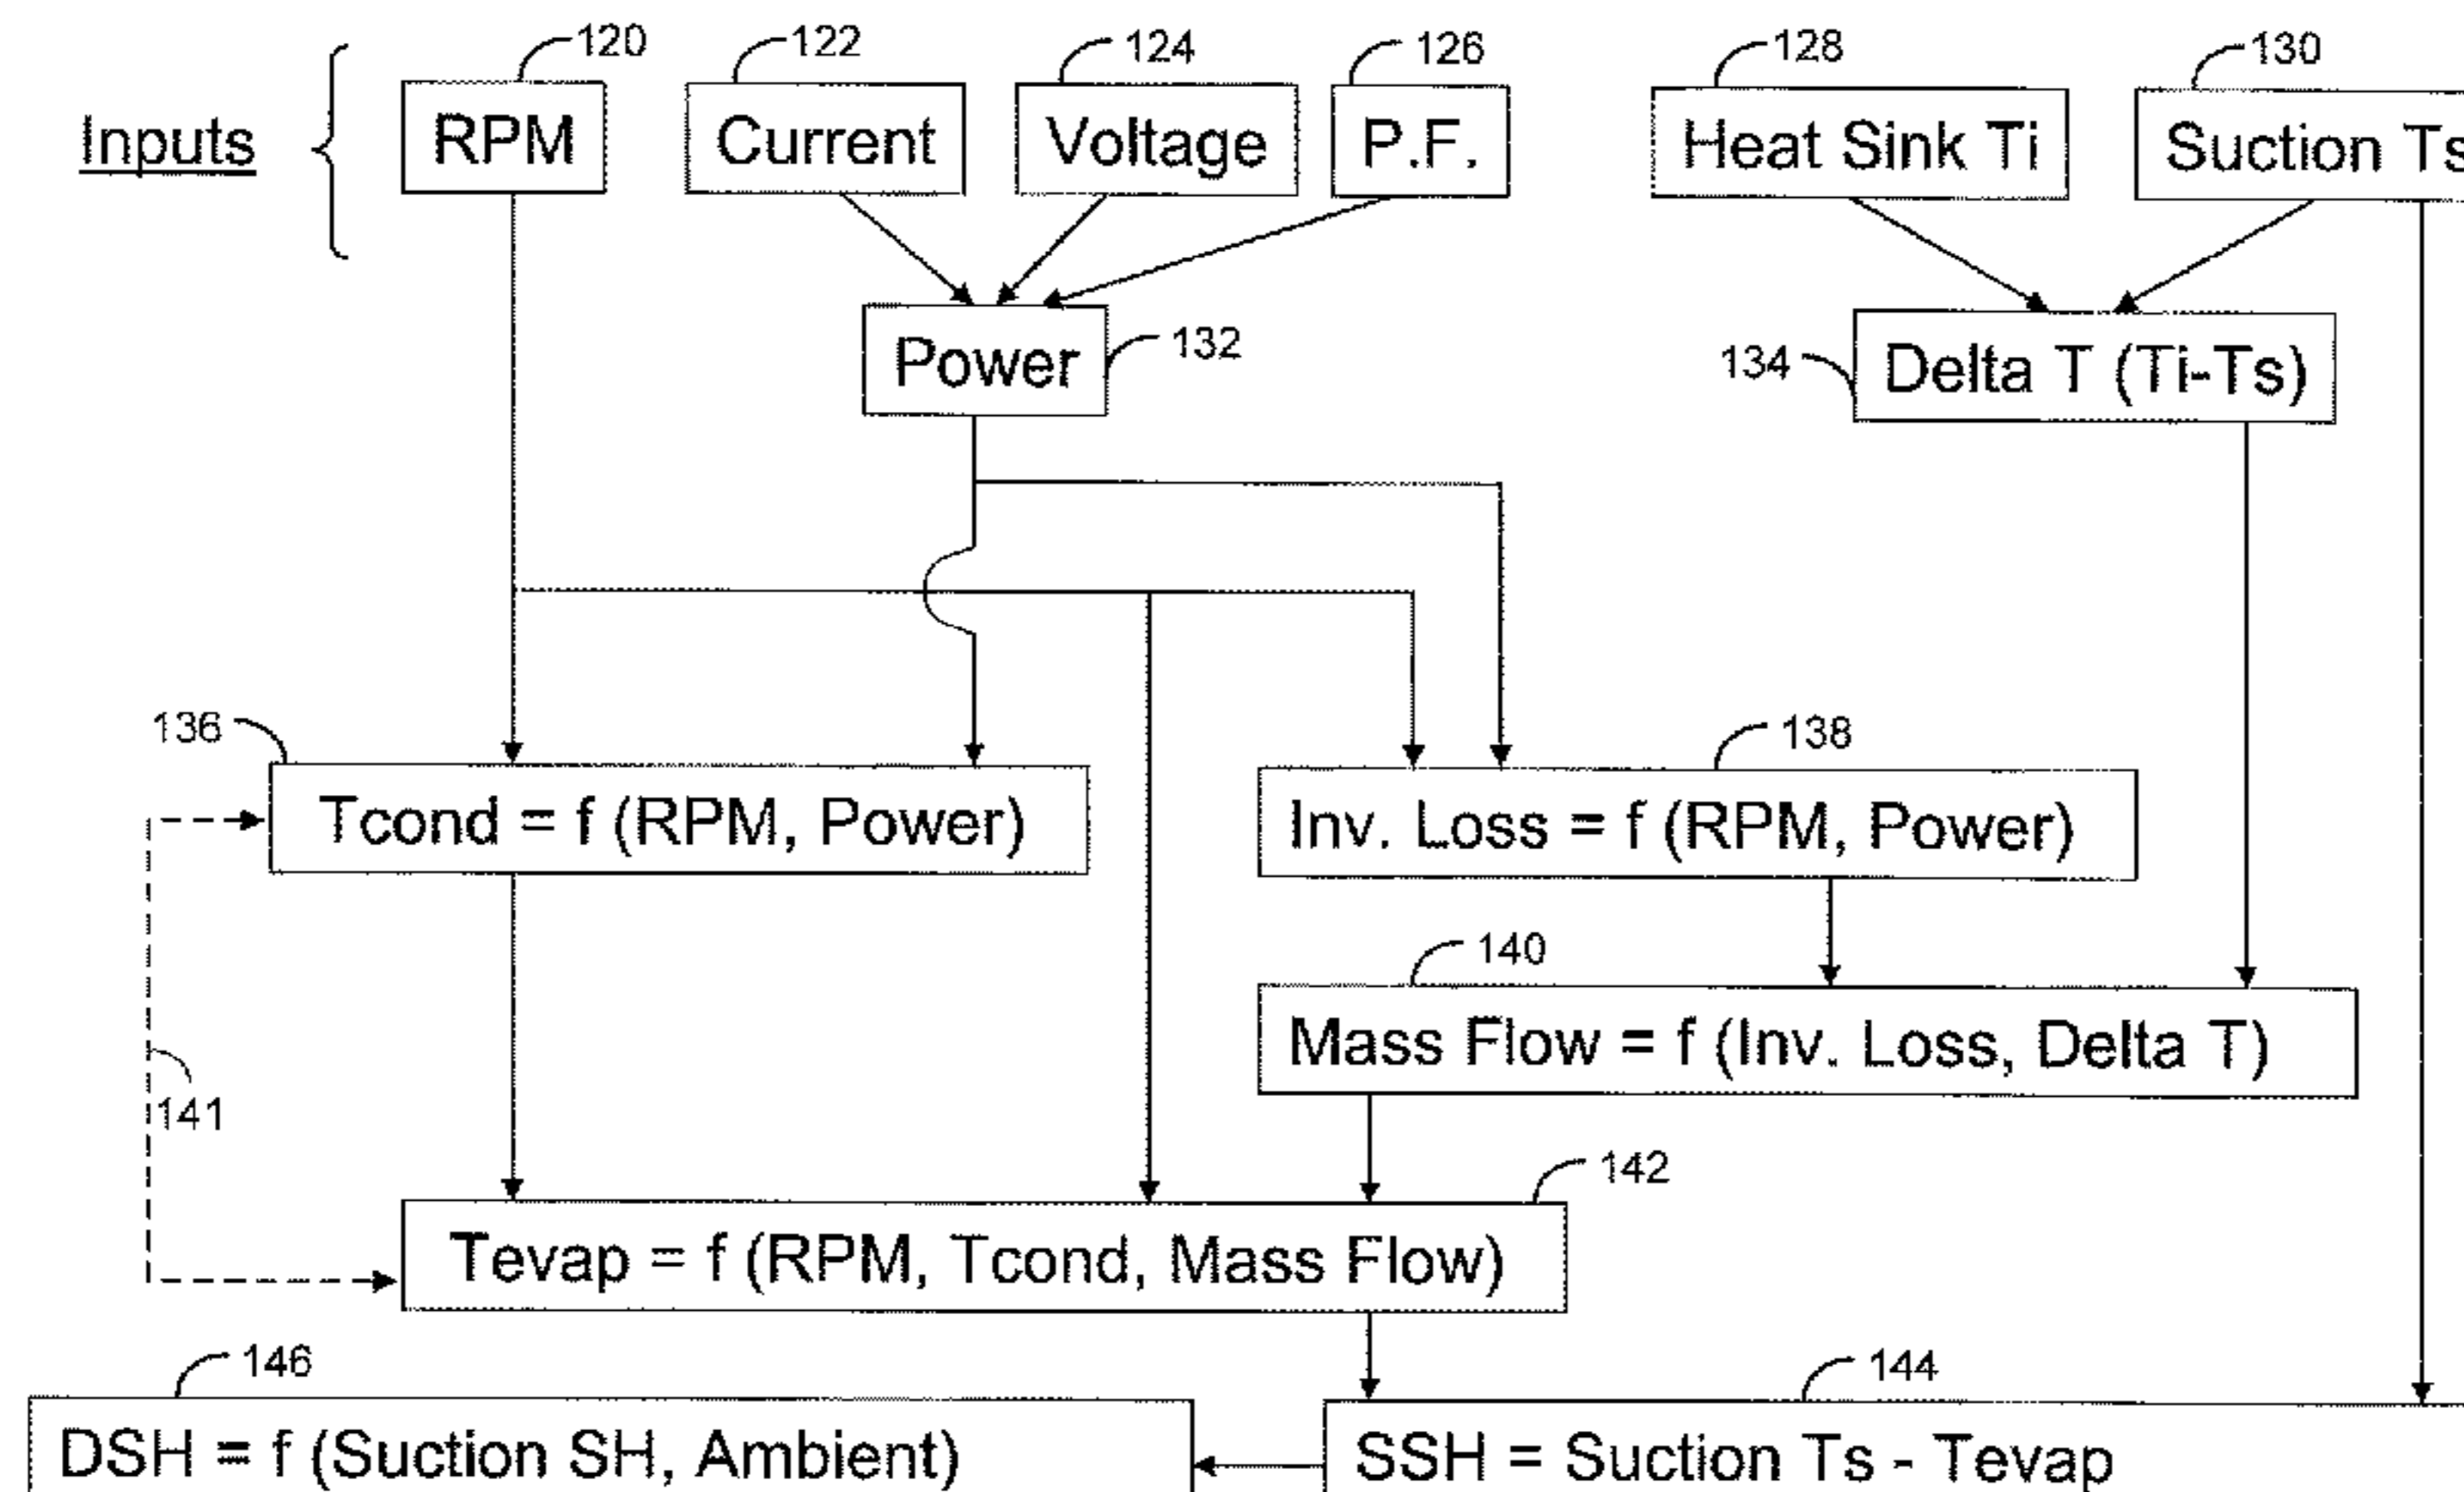 120
122
124
126
128
130
Inputs
RPM
Current
Voltage
P.F.
Heat Sink Ti
Suction Ts
Power
132
134
Delta T (Ti-Ts)
136
138
Tcond = f (RPM, Power)
Inv. Loss = f (RPM, Power)
140
Mass Flow = f (Inv. Loss, Delta T)
141
142
Tevap = f (RPM, Tcond, Mass Flow)
146
144
DSH = f (Suction SH, Ambient)
SSH = Suction Ts - Tevap